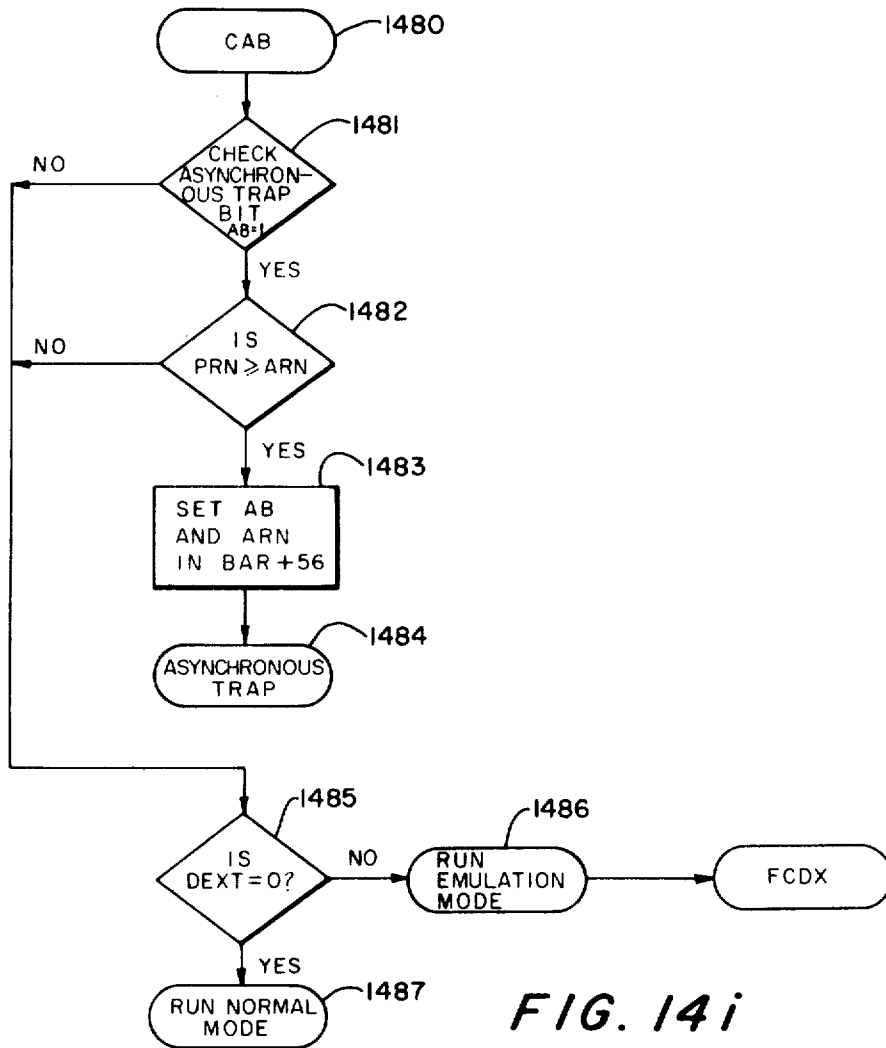 CAB
1480
CHECK
ASYNCHRON-
OUS TRAP
BIT
AB=1
1481
NO
YES
IS
PRN ⩾ ARN
1482
NO
YES
SET AB
AND ARN
IN BAR+56
1483
ASYNCHRONOUS
TRAP
1484
IS
DEXT=0?
1485
NO
RUN
EMULATION
MODE
1486
FCDX
YES
RUN NORMAL
MODE
1487
FIG. 14i